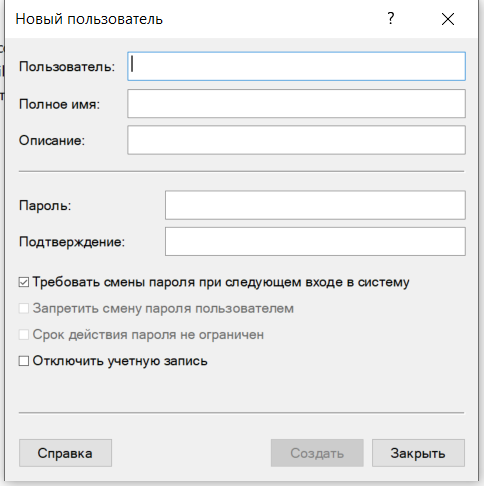 Новый пользователь
?
Пользователь:
Полное имя:
Описание:
Пароль:
Подтверждение:
Требовать смены пароля при следующем входе в систему
Запретить смену пароля пользователем
Срок действия пароля не ограничен
Отключить учетную запись
Справка
Создать
Закрыть